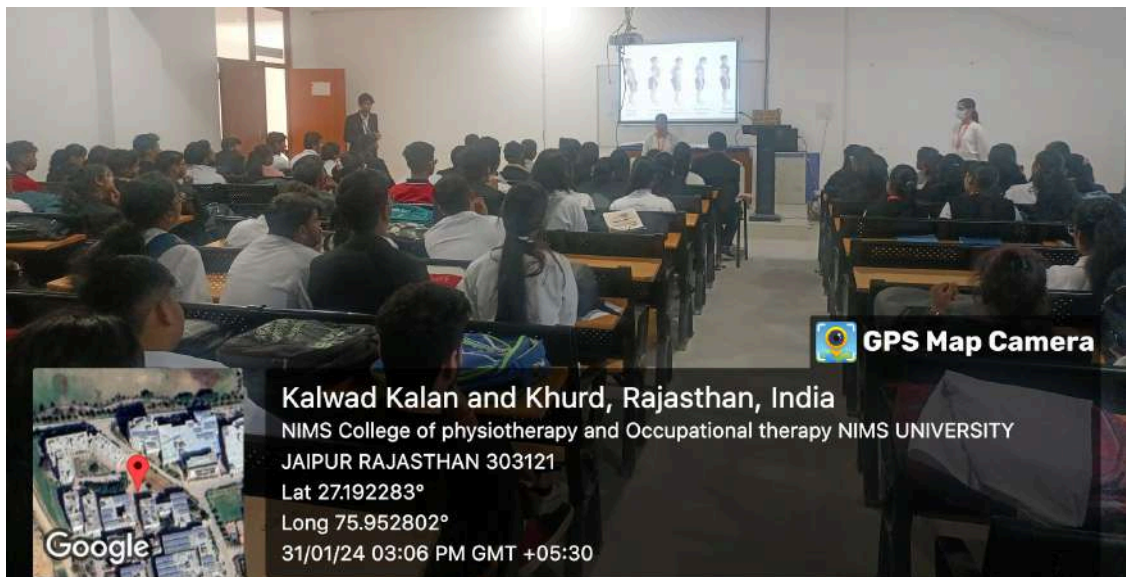 GPS Map Camera
Kalwad Kalan and Khurd, Rajasthan, India
NIMS College of physiotherapy and Occupational therapy NIMS UNIVERSITY
JAIPUR RAJASTHAN 303121
Lat 27.192283°
Long 75.952802°
31/01/24 03:06 PM GMT +05:30
Google